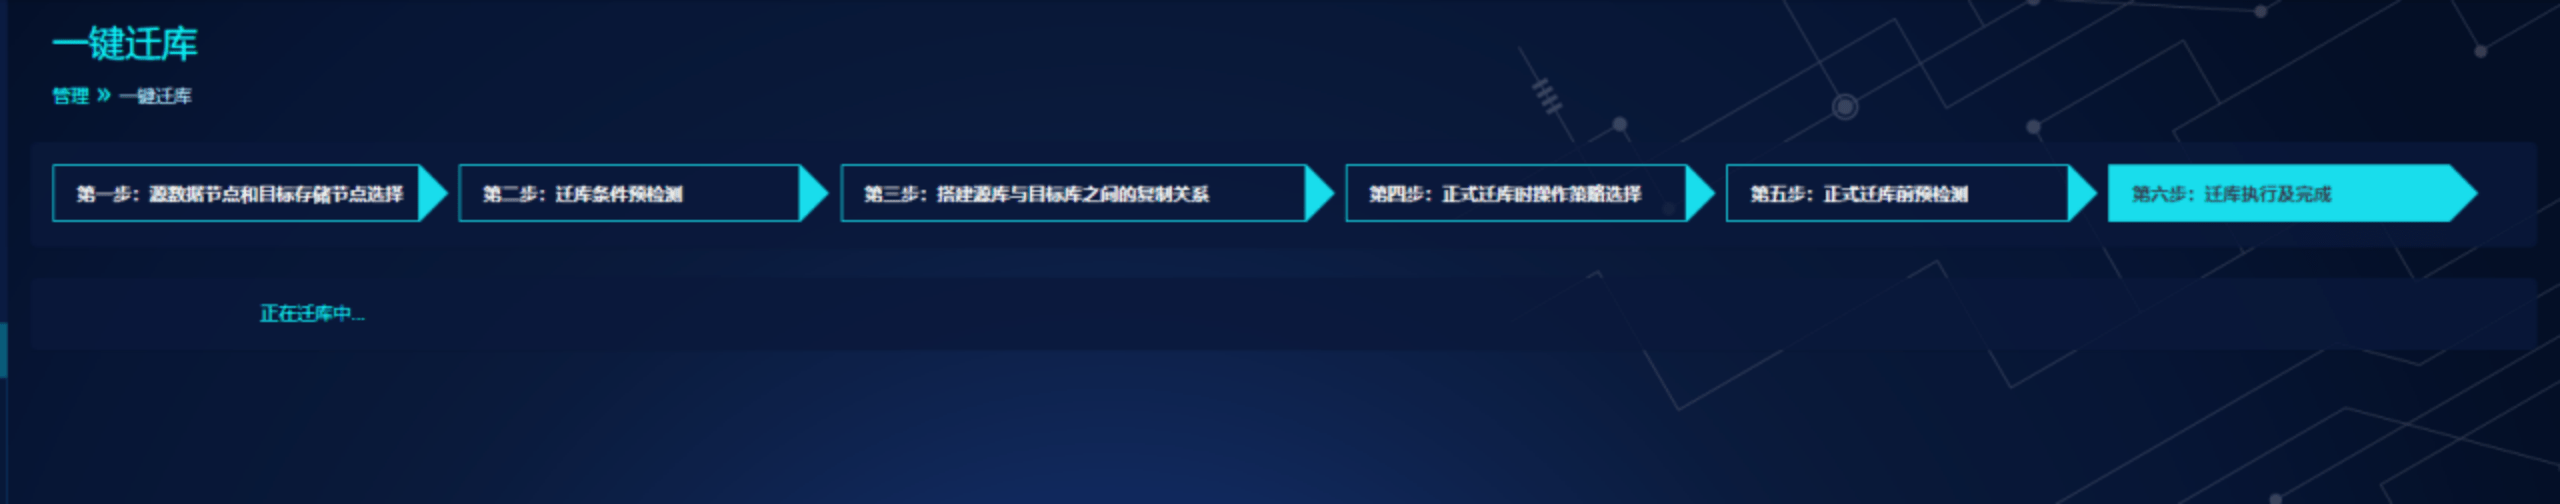 一键迁库
管理 » 一键迁库
第一步：源数据节点和目标存储节点选择
第二步：迁库条件预检测
第三步：搭建源库与目标库之间的复制关系
第四步：正式迁库时操作策略选择
第五步：正式迁库前预检测
第六步：迁库执行及完成
正在迁库中...